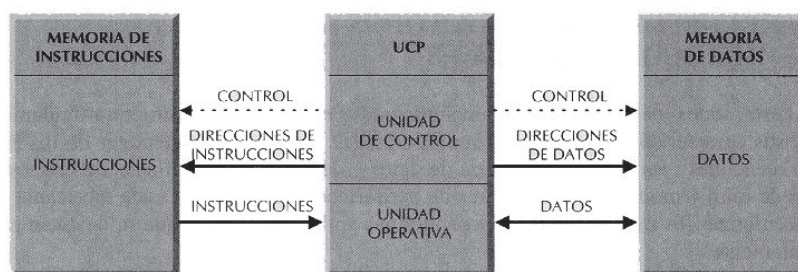 MEMORIA DE
INSTRUCCIONES
INSTRUCCIONES
CONTROL
DIRECCIONES DE
INSTRUCCIONES
INSTRUCCIONES
UCP
UNIDAD
DE CONTROL
UNIDAD
OPERATIVA
CONTROL
DIRECCIONES
DE DATOS
DATOS
MEMORIA
DE DATOS
DATOS